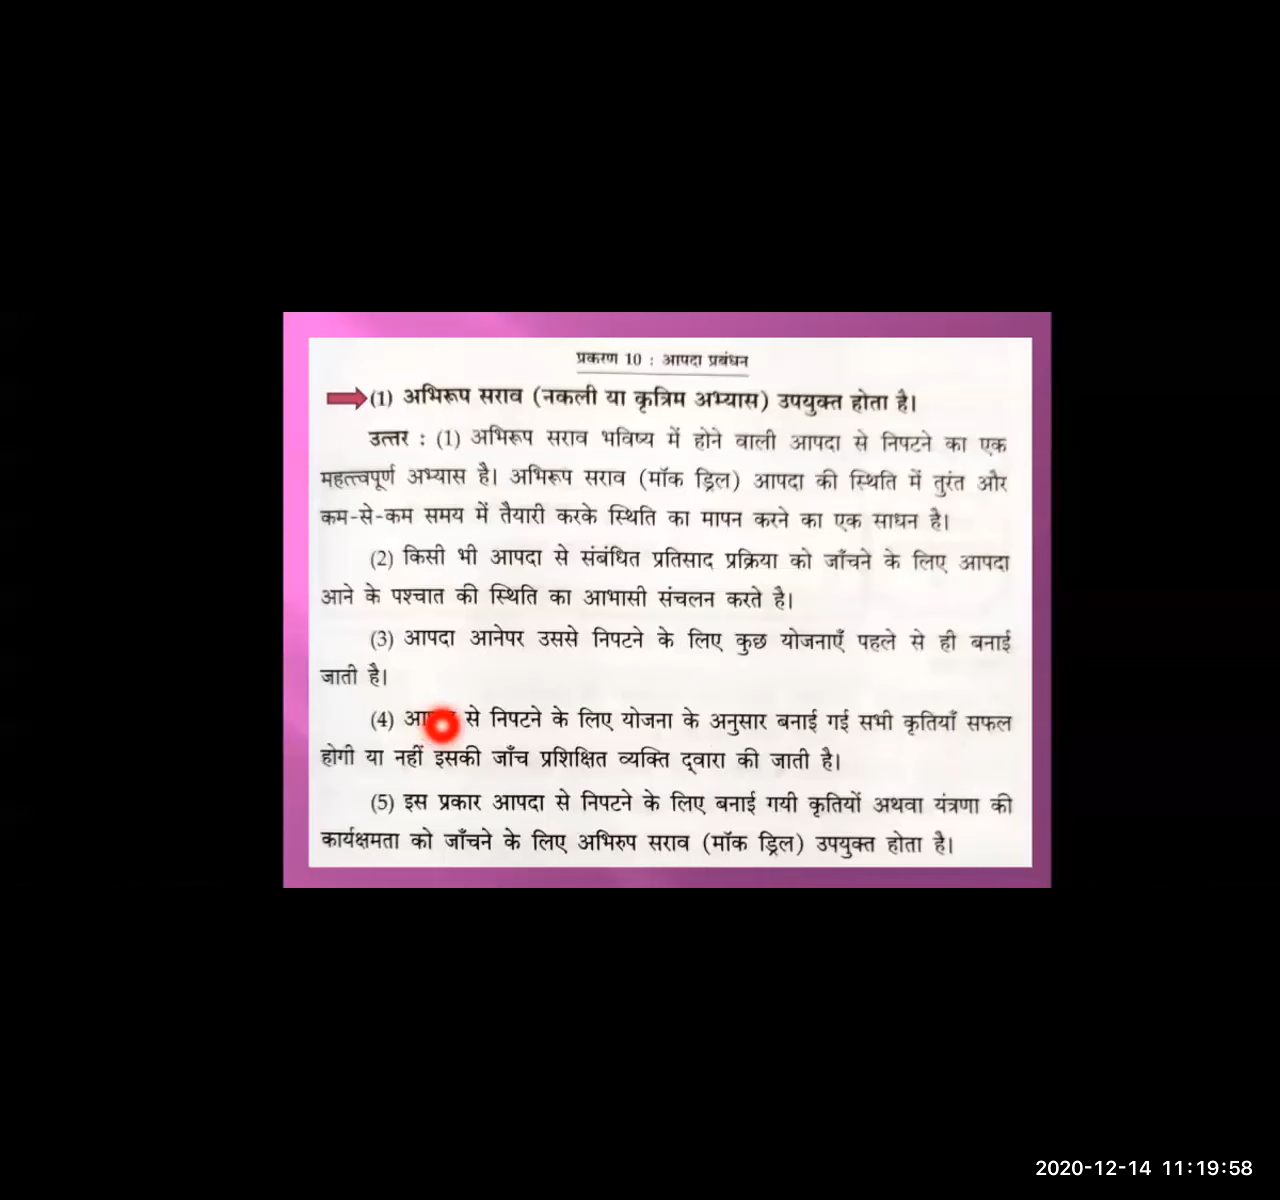 प्रकरण 10 : आपदा प्रबंधन
(1) अभिरूप सराव (नकली या कृत्रिम अभ्यास) उपयुक्त होता है।
उत्तर : (1) अभिरूप सराव भविष्य में होने वाली आपदा से निपटने का एक
महत्त्वपूर्ण अभ्यास है। अभिरूप सराव (मॉक ड्रिल) आपदा की स्थिति में तुरंत और
कम-से-कम समय में तैयारी करके स्थिति का मापन करने का एक साधन है।
(2) किसी भी आपदा से संबंधित प्रतिसाद प्रक्रिया को जाँचने के लिए आपदा
आने के पश्चात की स्थिति का आभासी संचलन करते है।
(3) आपदा आनेपर उससे निपटने के लिए कुछ योजनाएँ पहले से ही बनाई
जाती है।
(4) से निपटने के लिए योजना के अनुसार बनाई गई सभी कृतियाँ सफल
होगी या नहीं इसकी जाँच प्रशिक्षित व्यक्ति द्वारा की जाती है।
(5) इस प्रकार आपदा से निपटने के लिए बनाई गयी कृतियों अथवा यंत्रणा की
कार्यक्षमता को जाँचने के लिए अभिरुप सराव (मॉक ड्रिल) उपयुक्त होता है।
2020-12-14 11:19:58